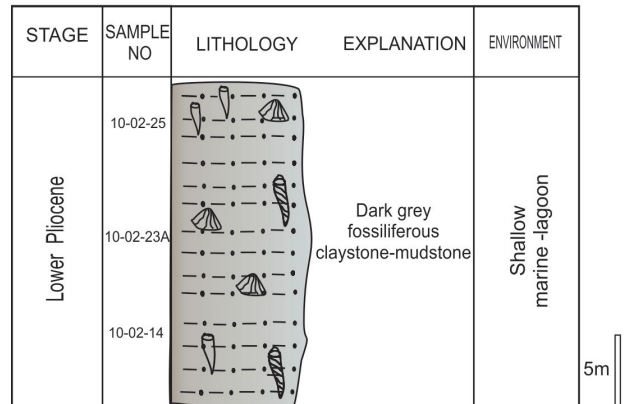 STAGE
SAMPLE
NO
LITHOLOGY
EXPLANATION
ENVIRONMENT
Lower Pliocene
10-02-25
10-02-23A
10-02-14
Dark grey
fossiliferous
claystone-mudstone
Shallow
marine -lagoon
5m